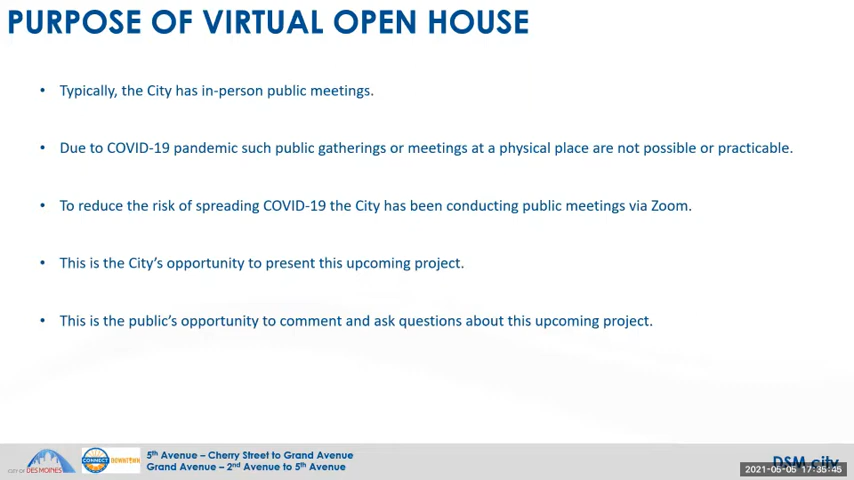 PURPOSE OF VIRTUAL OPEN HOUSE
• Typically, the City has in-person public meetings.
• Due to COVID-19 pandemic such public gatherings or meetings at a physical place are not possible or practicable.
• To reduce the risk of spreading COVID-19 the City has been conducting public meetings via Zoom.
• This is the City's opportunity to present this upcoming project.
• This is the public's opportunity to comment and ask questions about this upcoming project.
CITY OF DES MOINES
CONNECT DOWNTOWN
5th Avenue – Cherry Street to Grand Avenue
Grand Avenue – 2nd Avenue to 5th Avenue
DSM.city
2021-05-05 17:35:45